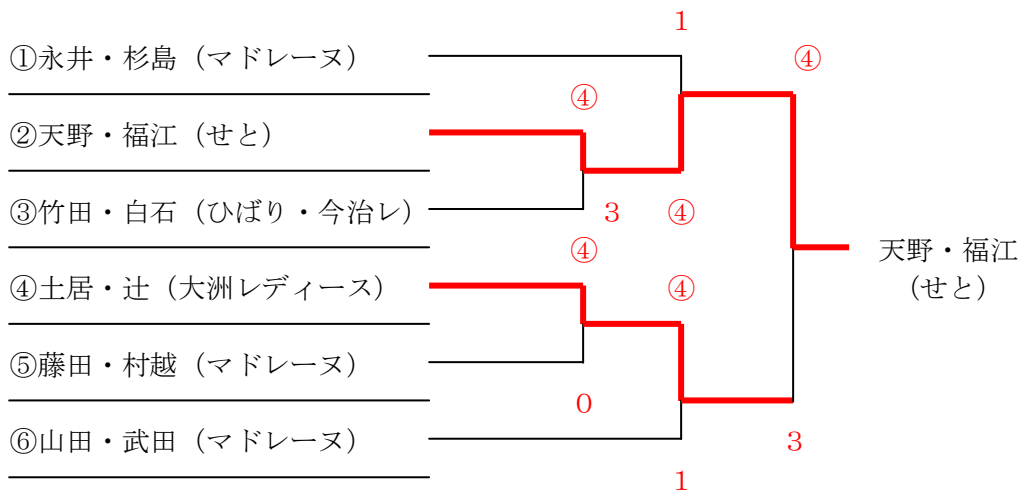 1
①永井・杉島（マドレーヌ）
④
④
②天野・福江（せと）
③竹田・白石（ひばり・今治レ）
3
④
④
天野・福江
（せと）
④土居・辻（大洲レディース）
④
⑤藤田・村越（マドレーヌ）
0
⑥山田・武田（マドレーヌ）
3
1